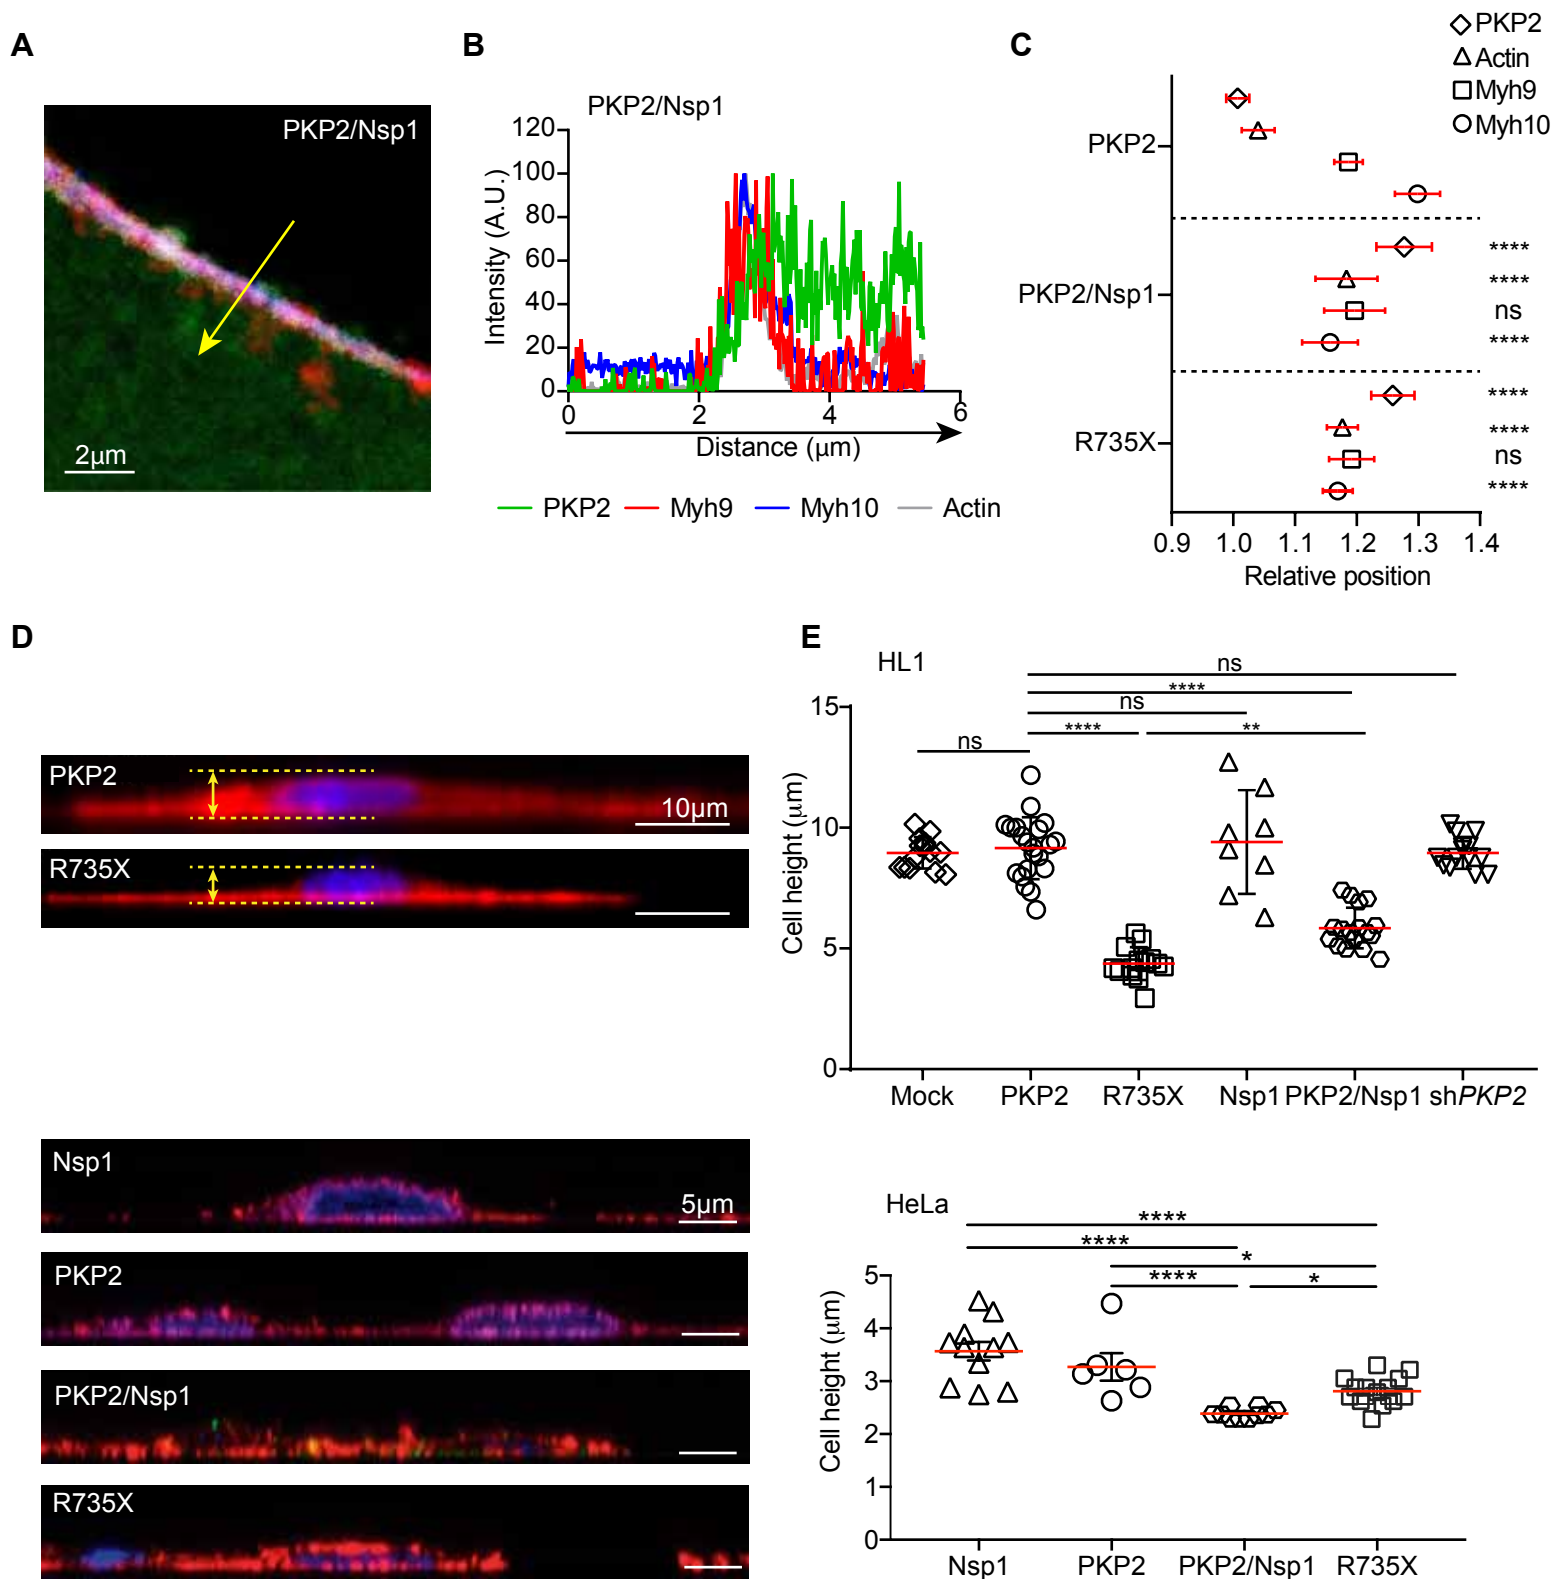 A
PKP2/Nsp1
2µm
B
PKP2/Nsp1
Intensity (A.U.)
120
100
80
60
40
20
0
0 2 4 6
Distance (µm)
PKP2 Myh9 Myh10 Actin
C
PKP2
Actin
Myh9
Myh10
PKP2
PKP2/Nsp1
****
****
ns
****
R735X
****
****
ns
****
0.9 1.0 1.1 1.2 1.3 1.4
Relative position
D
PKP2
10µm
R735X
Nsp1
5µm
PKP2
PKP2/Nsp1
R735X
E
HL1
ns
****
ns
**** **
ns
Cell height (µm)
15
10
5
0
Mock PKP2 R735X Nsp1 PKP2/Nsp1 shPKP2
HeLa
****
****
*
**** *
Cell height (µm)
5
4
3
2
1
0
Nsp1 PKP2 PKP2/Nsp1 R735X